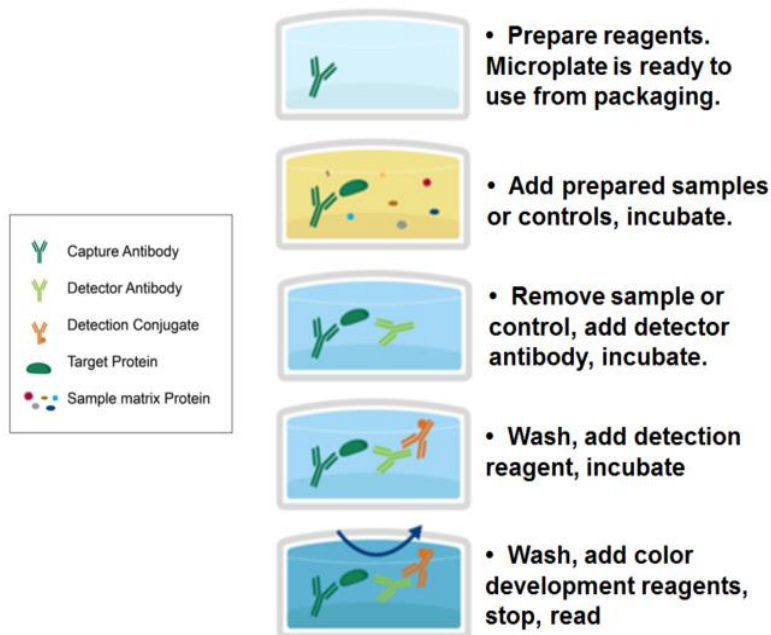 • Prepare reagents.
Microplate is ready to
use from packaging.
• Add prepared samples
or controls, incubate.
Capture Antibody
Detector Antibody
Detection Conjugate
Target Protein
Sample matrix Protein
• Remove sample or
control, add detector
antibody, incubate.
• Wash, add detection
reagent, incubate
• Wash, add color
development reagents,
stop, read